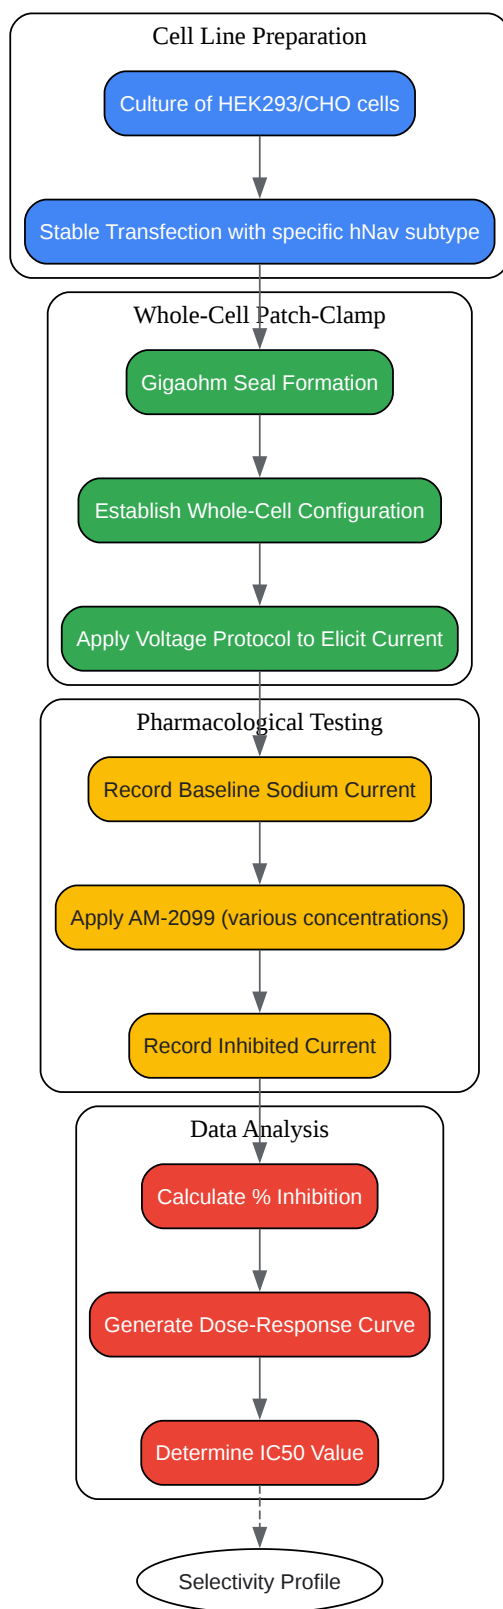 Cell Line Preparation
Culture of HEK293/CHO cells
Stable Transfection with specific hNav subtype
Whole-Cell Patch-Clamp
Gigaohm Seal Formation
Establish Whole-Cell Configuration
Apply Voltage Protocol to Elicit Current
Pharmacological Testing
Record Baseline Sodium Current
Apply AM-2099 (various concentrations)
Record Inhibited Current
Data Analysis
Calculate % Inhibition
Generate Dose-Response Curve
Determine IC50 Value
Selectivity Profile